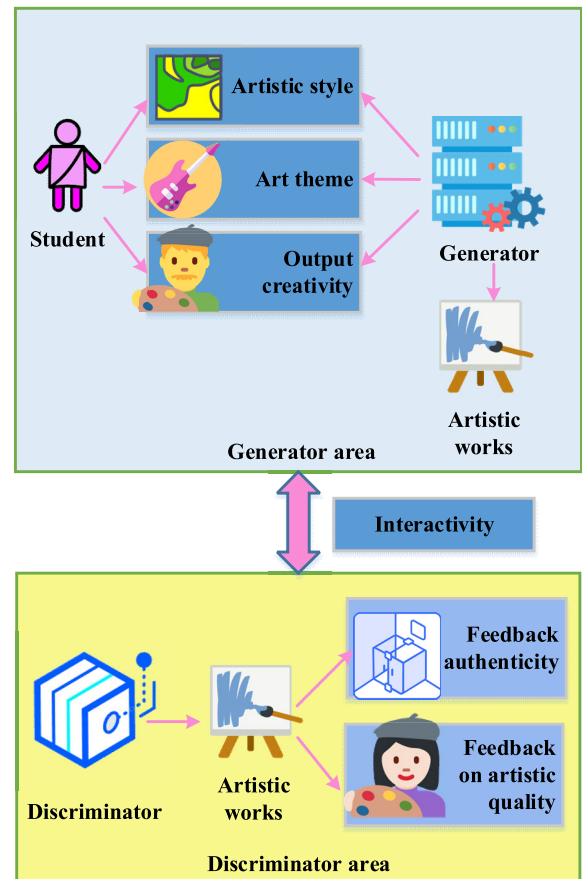 Artistic style
Art theme
Student
Output
creativity
Generator
Artistic
works
Generator area
Interactivity
Feedback
authenticity
Feedback
on artistic
quality
Discriminator
Artistic
works
Discriminator area